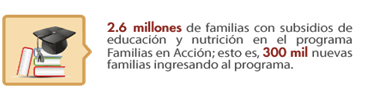 2.6 millones de familias con subsidios de
educación y nutrición en el programa
Familias en Acción; esto es, 300 mil nuevas
familias ingresando al programa.